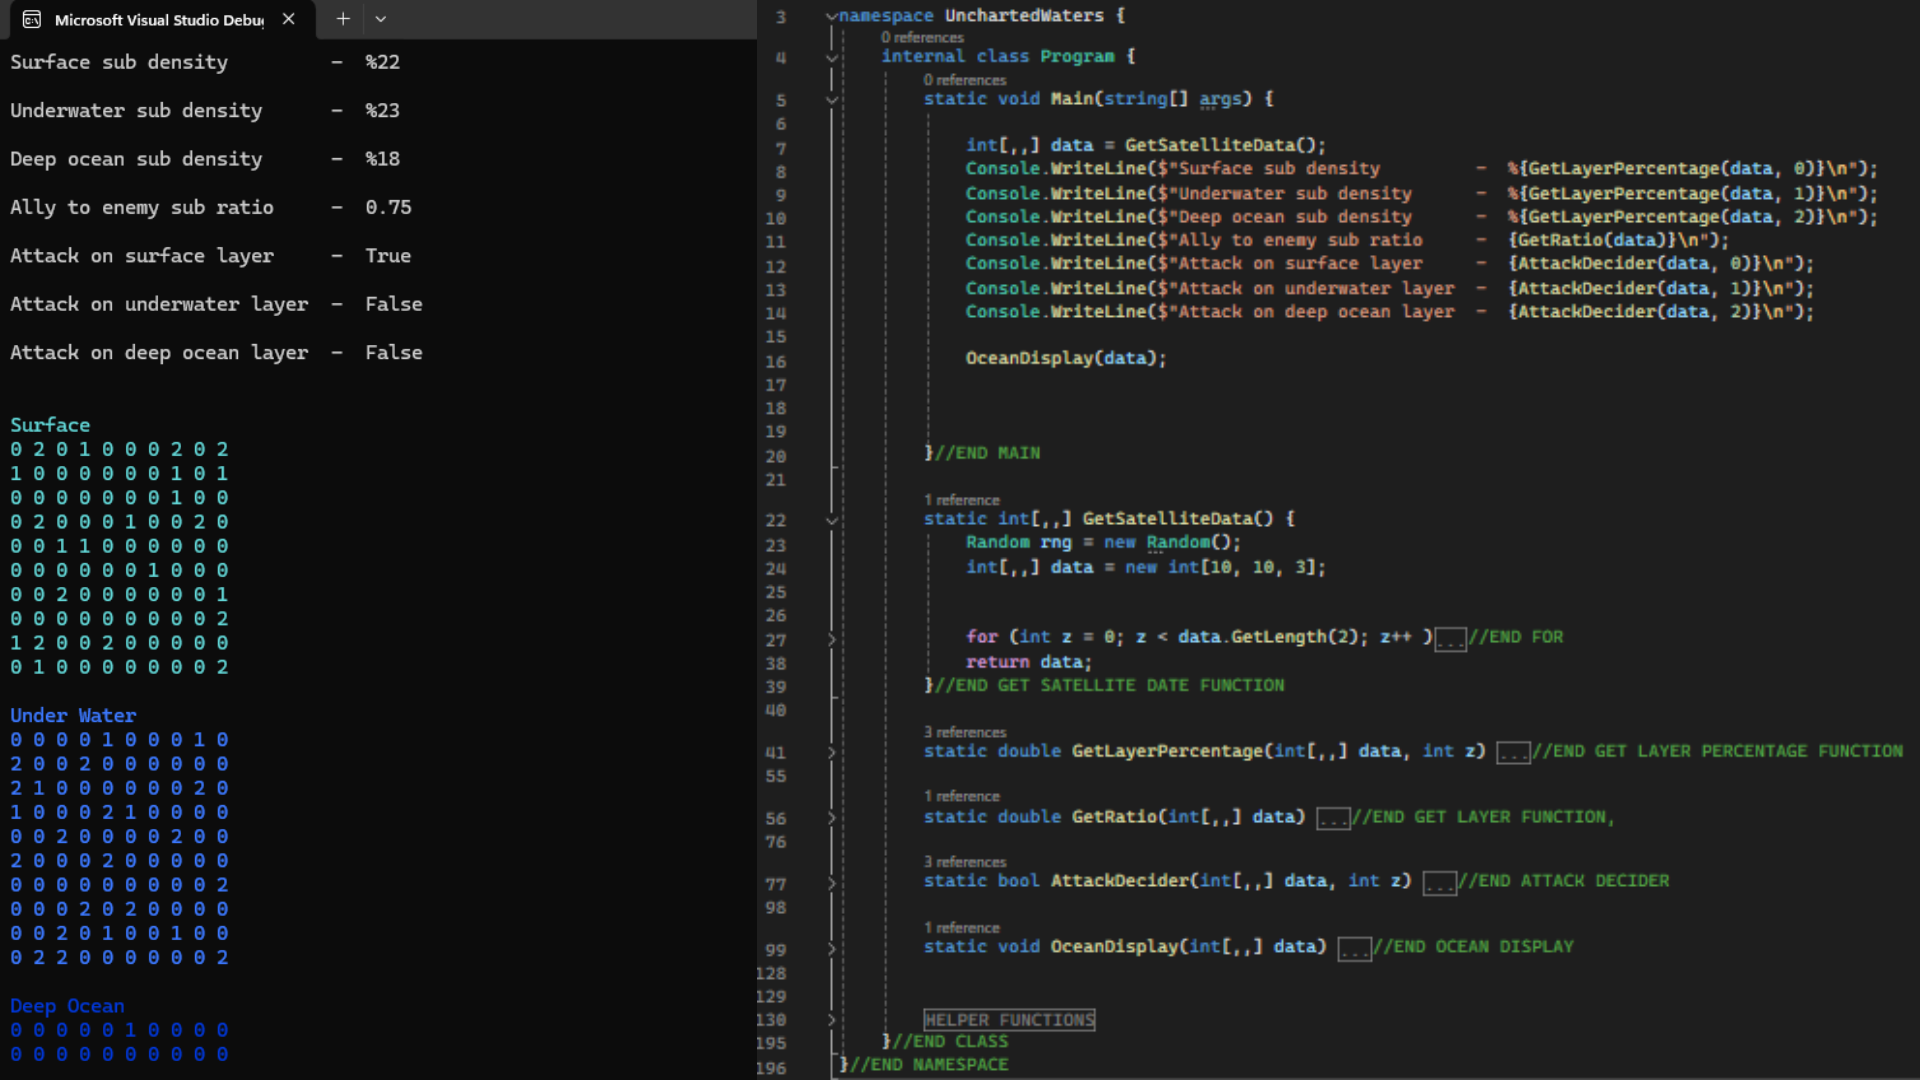 Microsoft Visual Studio Debu
Surface sub density - %22
Underwater sub density - %23
Deep ocean sub density - %18
Ally to enemy sub ratio - 0.75
Attack on surface layer - True
Attack on underwater layer - False
Attack on deep ocean layer - False
Surface
0 2 0 1 0 0 0 2 0 2
1 0 0 0 0 0 0 1 0 1
0 0 0 0 0 0 0 1 0 0
0 2 0 0 0 1 0 0 2 0
0 0 1 1 0 0 0 0 0 0
0 0 0 0 0 0 1 0 0 0
0 0 2 0 0 0 0 0 0 1
0 0 0 0 0 0 0 0 0 2
1 2 0 0 2 0 0 0 0 0
0 1 0 0 0 0 0 0 0 2
Under Water
0 0 0 0 1 0 0 0 1 0
2 0 0 2 0 0 0 0 0 0
2 1 0 0 0 0 0 0 2 0
1 0 0 0 2 1 0 0 0 0
0 0 2 0 0 0 0 2 0 0
2 0 0 0 2 0 0 0 0 0
0 0 0 0 0 0 0 0 0 2
0 0 0 2 0 2 0 0 0 0
0 0 2 0 1 0 0 1 0 0
0 2 2 0 0 0 0 0 0 2
Deep Ocean
0 0 0 0 0 1 0 0 0 0
0 0 0 0 0 0 0 0 0 0
3 namespace UnchartedWaters {
0 references
4 internal class Program {
0 references
5 static void Main(string[] args) {
6
7 int[,,] data = GetSatelliteData();
8 Console.WriteLine($"Surface sub density - %{GetLayerPercentage(data, 0)}\n");
9 Console.WriteLine($"Underwater sub density - %{GetLayerPercentage(data, 1)}\n");
10 Console.WriteLine($"Deep ocean sub density - %{GetLayerPercentage(data, 2)}\n");
11 Console.WriteLine($"Ally to enemy sub ratio - {GetRatio(data)}\n");
12 Console.WriteLine($"Attack on surface layer - {AttackDecider(data, 0)}\n");
13 Console.WriteLine($"Attack on underwater layer - {AttackDecider(data, 1)}\n");
14 Console.WriteLine($"Attack on deep ocean layer - {AttackDecider(data, 2)}\n");
15
16 OceanDisplay(data);
17
18
19
20 }//END MAIN
21
1 reference
22 static int[,,] GetSatelliteData() {
23 Random rng = new Random();
24 int[,,] data = new int[10, 10, 3];
25
26
27 for (int z = 0; z < data.GetLength(2); z++ )...//END FOR
38 return data;
39 }//END GET SATELLITE DATE FUNCTION
40
3 references
41 static double GetLayerPercentage(int[,,] data, int z) ...//END GET LAYER PERCENTAGE FUNCTION
55
1 reference
56 static double GetRatio(int[,,] data) ...//END GET LAYER FUNCTION,
76
3 references
77 static bool AttackDecider(int[,,] data, int z) ...//END ATTACK DECIDER
98
1 reference
99 static void OceanDisplay(int[,,] data) ...//END OCEAN DISPLAY
128
129
130 HELPER FUNCTIONS
195 }//END CLASS
196 }//END NAMESPACE